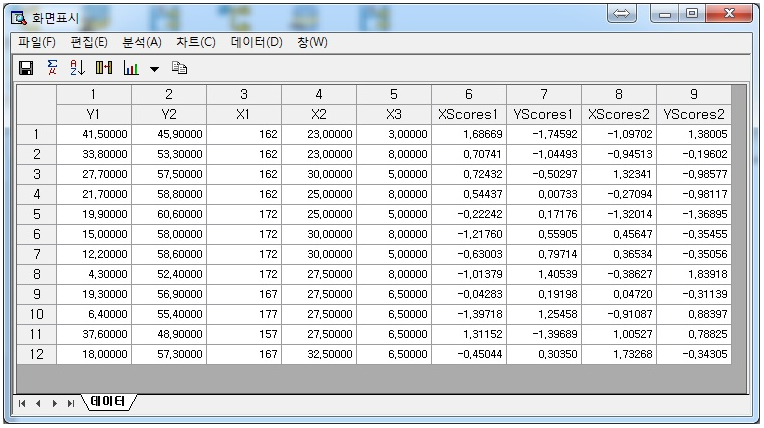 화면표시
파일(F) 편집(E) 분석(A) 차트(C) 데이터(D) 창(W)
1 2 3 4 5 6 7 8 9
Y1 Y2 X1 X2 X3 XScores1 YScores1 XScores2 YScores2
1 41,50000 45,90000 162 23,00000 3,00000 1,68669 -1,74592 -1,09702 1,38005
2 33,80000 53,30000 162 23,00000 8,00000 0,70741 -1,04493 -0,94513 -0,19602
3 27,70000 57,50000 162 30,00000 5,00000 0,72432 -0,50297 1,32341 -0,98577
4 21,70000 58,80000 162 25,00000 8,00000 0,54437 0,00733 -0,27094 -0,98117
5 19,90000 60,60000 172 25,00000 5,00000 -0,22242 0,17176 -1,32014 -1,36895
6 15,00000 58,00000 172 30,00000 8,00000 -1,21760 0,55905 0,45647 -0,35455
7 12,20000 58,60000 172 30,00000 5,00000 -0,63003 0,79714 0,36534 -0,35056
8 4,30000 52,40000 172 27,50000 8,00000 -1,01379 1,40539 -0,38627 1,83918
9 19,30000 56,90000 167 27,50000 6,50000 -0,04283 0,19198 0,04720 -0,31139
10 6,40000 55,40000 177 27,50000 6,50000 -1,39718 1,25458 -0,91087 0,88397
11 37,60000 48,90000 157 27,50000 6,50000 1,31152 -1,39689 1,00527 0,78825
12 18,00000 57,30000 167 32,50000 6,50000 -0,45044 0,30350 1,73268 -0,34305
데이터